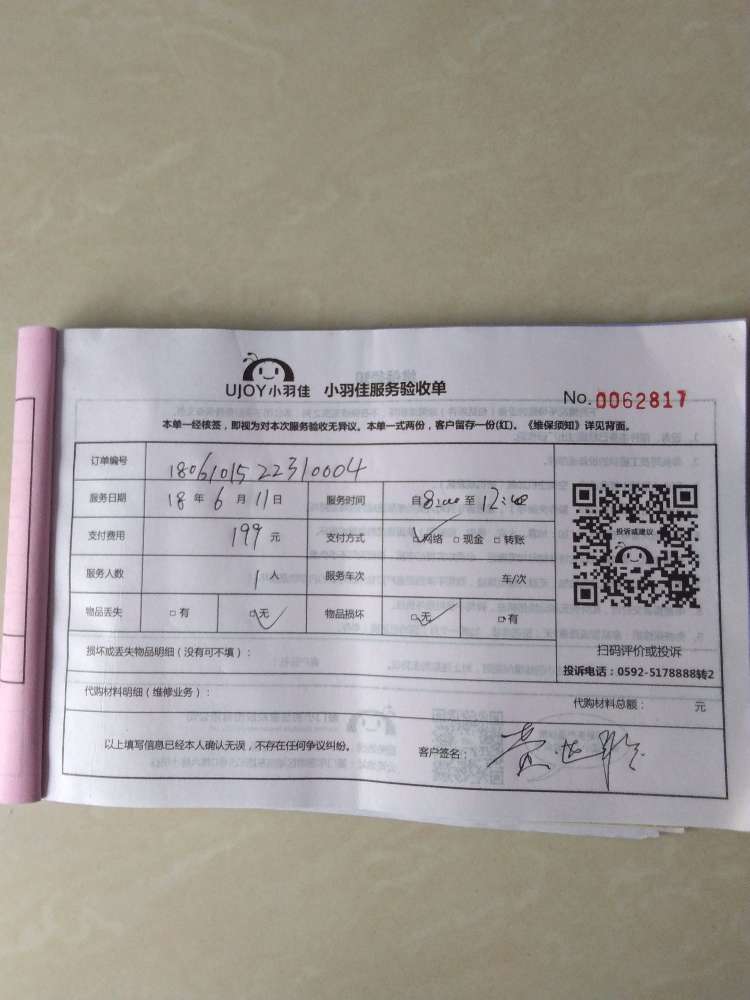 UJOY小羽佳 小羽佳服务验收单
No. 0062817
本单一经核签，即视为对本次服务验收无异议。本单一式两份，客户留存一份(红)。《维保须知》详见背面。
订单编号 1806101522310004
服务日期 18 年 6 月 11 日 服务时间 自 8:00 至 12:00
支付费用 199 元 支付方式 □网络 □现金 □转账
服务人数 1 人 服务车次 车/次
物品丢失 □有 □无 物品损坏 □无 □有
投诉或建议
扫码评价或投诉
投诉电话：0592-5178888转2
损坏或丢失物品明细（没有可不填）：
代购材料明细（维修业务）： 代购材料总额： 元
以上填写信息已经本人确认无误，不存在任何争议纠纷。 客户签名：